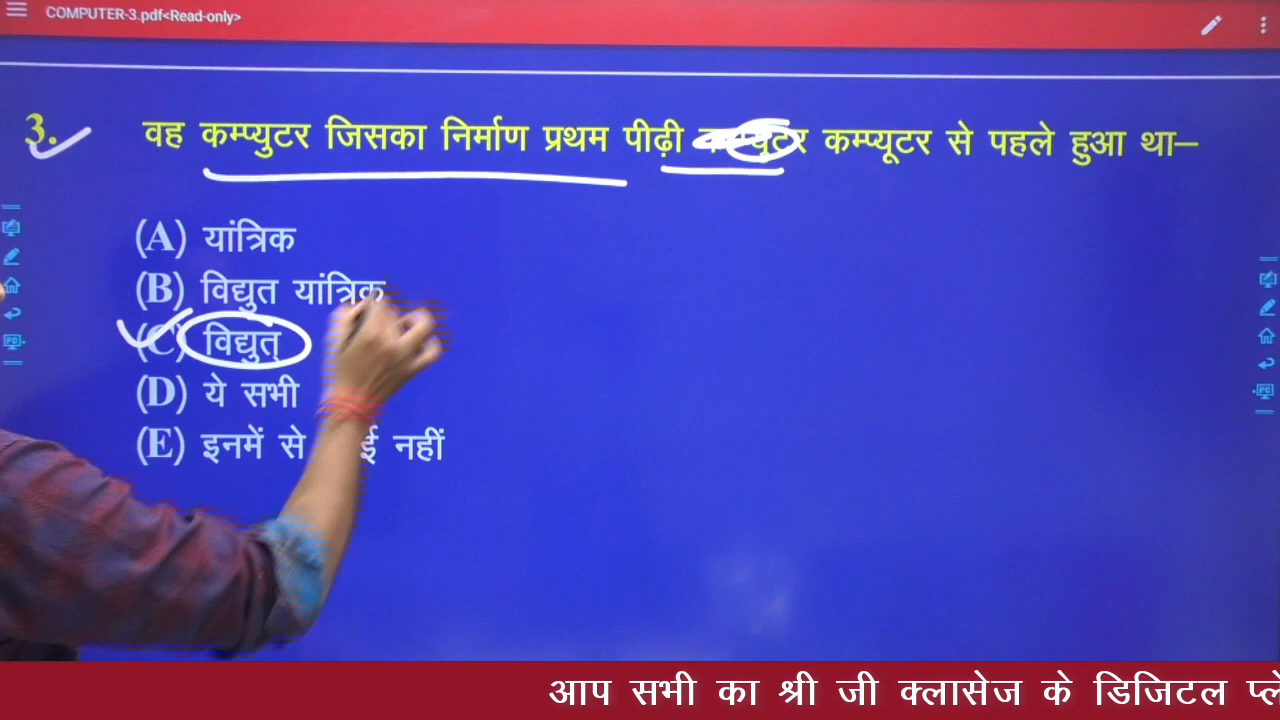 COMPUTER-3.pdf<Read-only>
3. वह कम्प्युटर जिसका निर्माण प्रथम पीढ़ी कम्प्यूटर से पहले हुआ था–
(A) यांत्रिक
(B) विद्युत यांत्रिक
(C) विद्युत्
(D) ये सभी
(E) इनमें से नहीं
आप सभी का श्री जी क्लासेज के डिजिटल